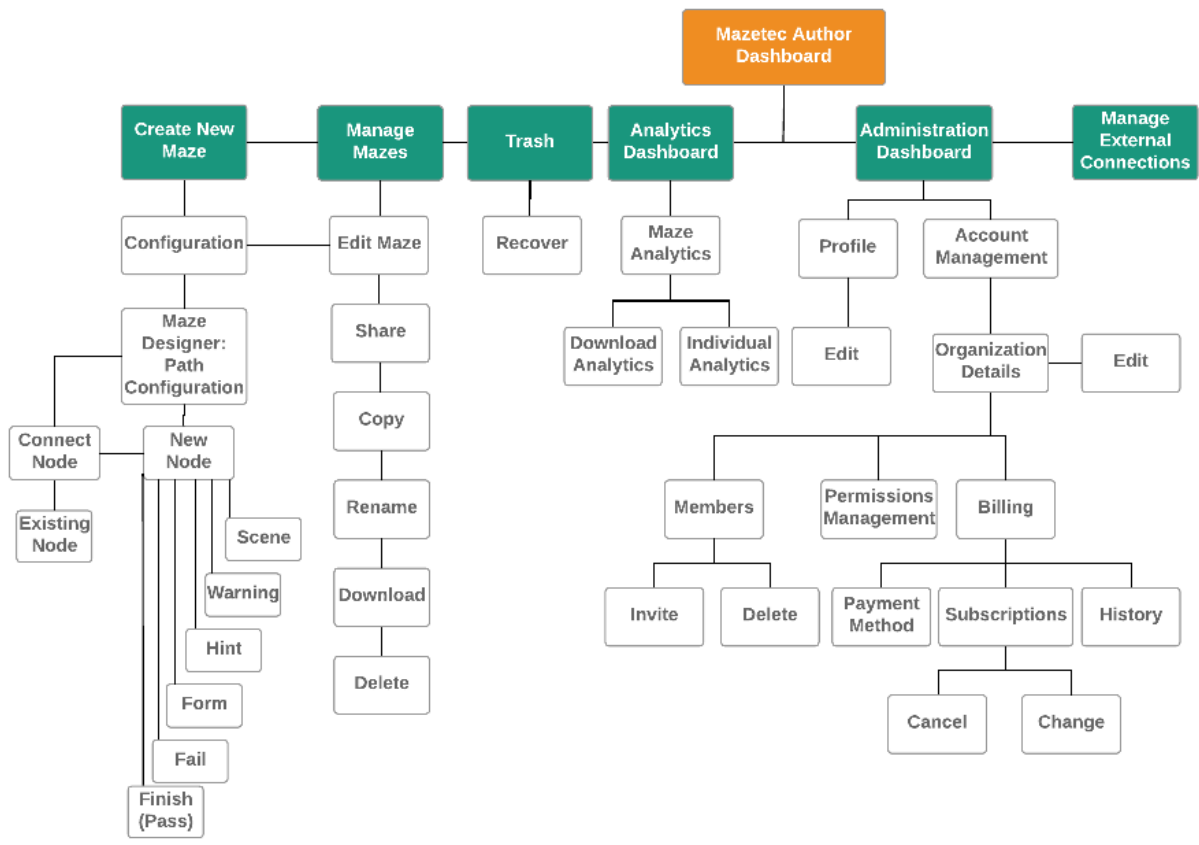 Mazetec Author
Dashboard
Create New
Maze
Manage
Mazes
Trash
Analytics
Dashboard
Administration
Dashboard
Manage
External
Connections
Configuration
Edit Maze
Recover
Maze
Analytics
Profile
Account
Management
Maze
Designer:
Path
Configuration
Share
Download
Analytics
Individual
Analytics
Edit
Organization
Details
Edit
Connect
Node
New
Node
Copy
Existing
Node
Scene
Rename
Members
Permissions
Management
Billing
Warning
Download
Invite
Delete
Payment
Method
Subscriptions
History
Hint
Delete
Form
Cancel
Change
Fail
Finish
(Pass)